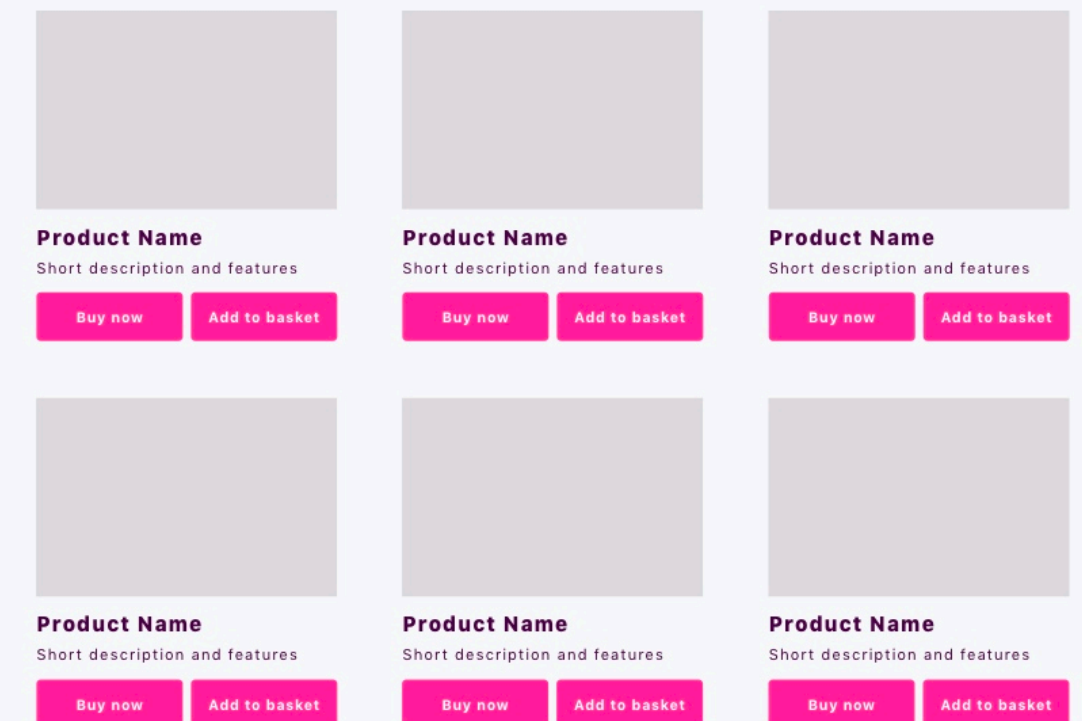 Product Name Product Name Product Name
Short description and features Short description and features Short description and features
Buy now Add to basket Buy now Add to basket Buy now Add to basket
Product Name Product Name Product Name
Short description and features Short description and features Short description and features
Buy now Add to basket Buy now Add to basket Buy now Add to basket